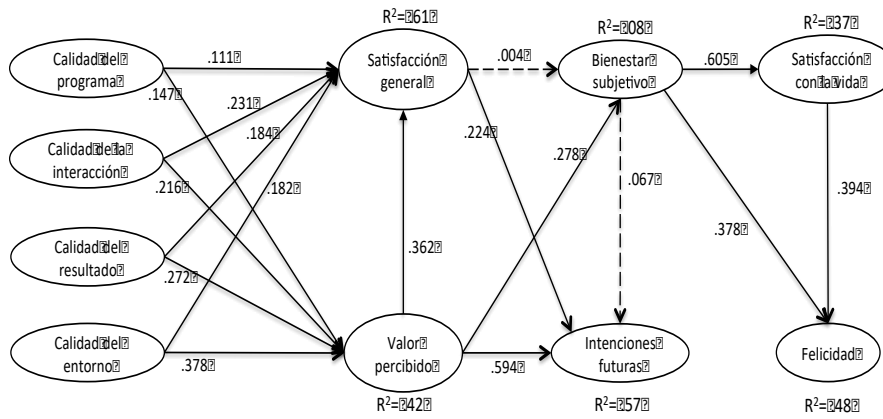 R²= .61
R²= .08
R²= .37
Calidad del
programa
.111
Satisfacción
general
.004
Bienestar
subjetivo
.605
Satisfacción
con la vida
.147
.231
.184
.224
.278
Calidad de la
interacción
.216
.182
.067
.394
.378
Calidad del
resultado
.272
.362
Calidad del
entorno
.378
Valor
percibido
.594
Intenciones
futuras
Felicidad
R²= .42
R²= .57
R²= .48